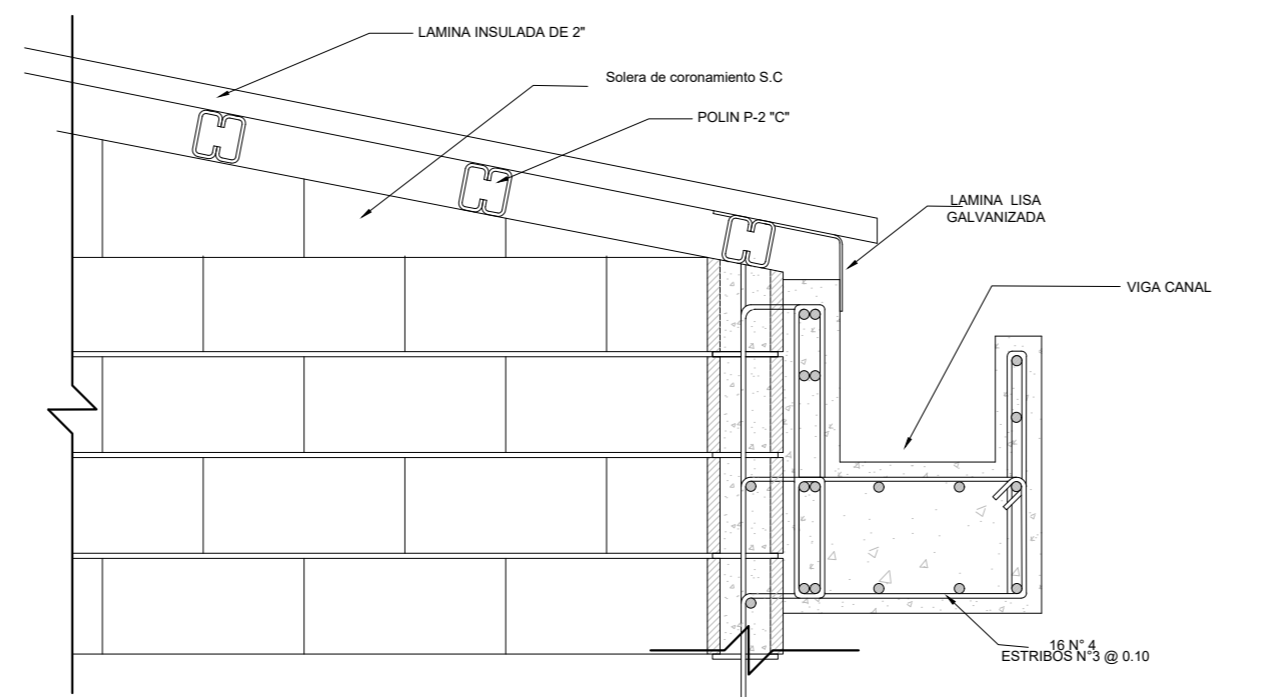 LAMINA INSULADA DE 2"
Solera de coronamiento S.C
POLIN P-2 "C"
LAMINA LISA
GALVANIZADA
VIGA CANAL
16 N° 4
ESTRIBOS N°3 @ 0.10